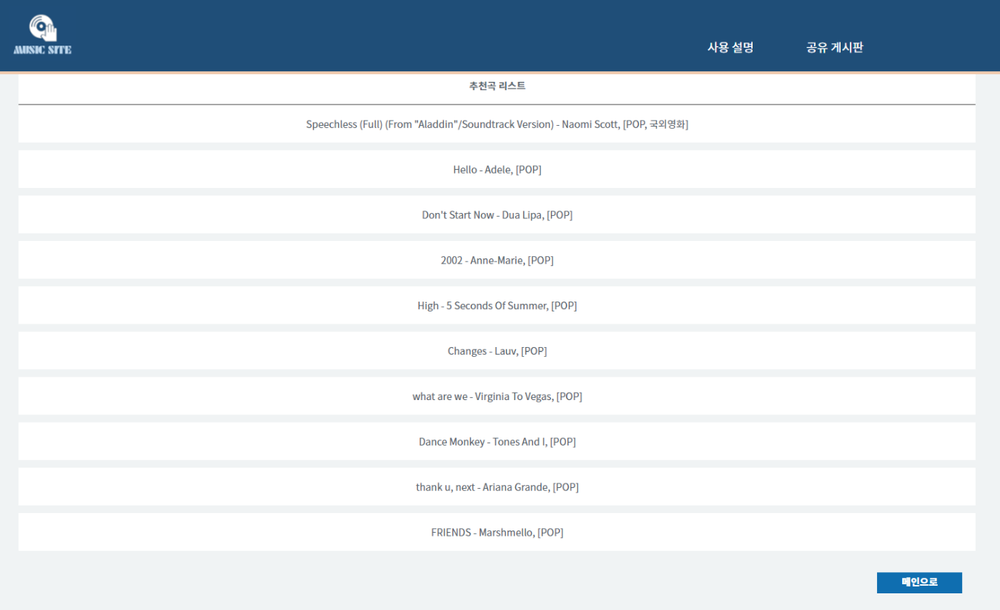 MUSIC SITE
사용 설명
공유 게시판
추천곡 리스트
Speechless (Full) (From "Aladdin"/Soundtrack Version) - Naomi Scott, [POP, 국외영화]
Hello - Adele, [POP]
Don't Start Now - Dua Lipa, [POP]
2002 - Anne-Marie, [POP]
High - 5 Seconds Of Summer, [POP]
Changes - Lauv, [POP]
what are we - Virginia To Vegas, [POP]
Dance Monkey - Tones And I, [POP]
thank u, next - Ariana Grande, [POP]
FRIENDS - Marshmello, [POP]
메인으로